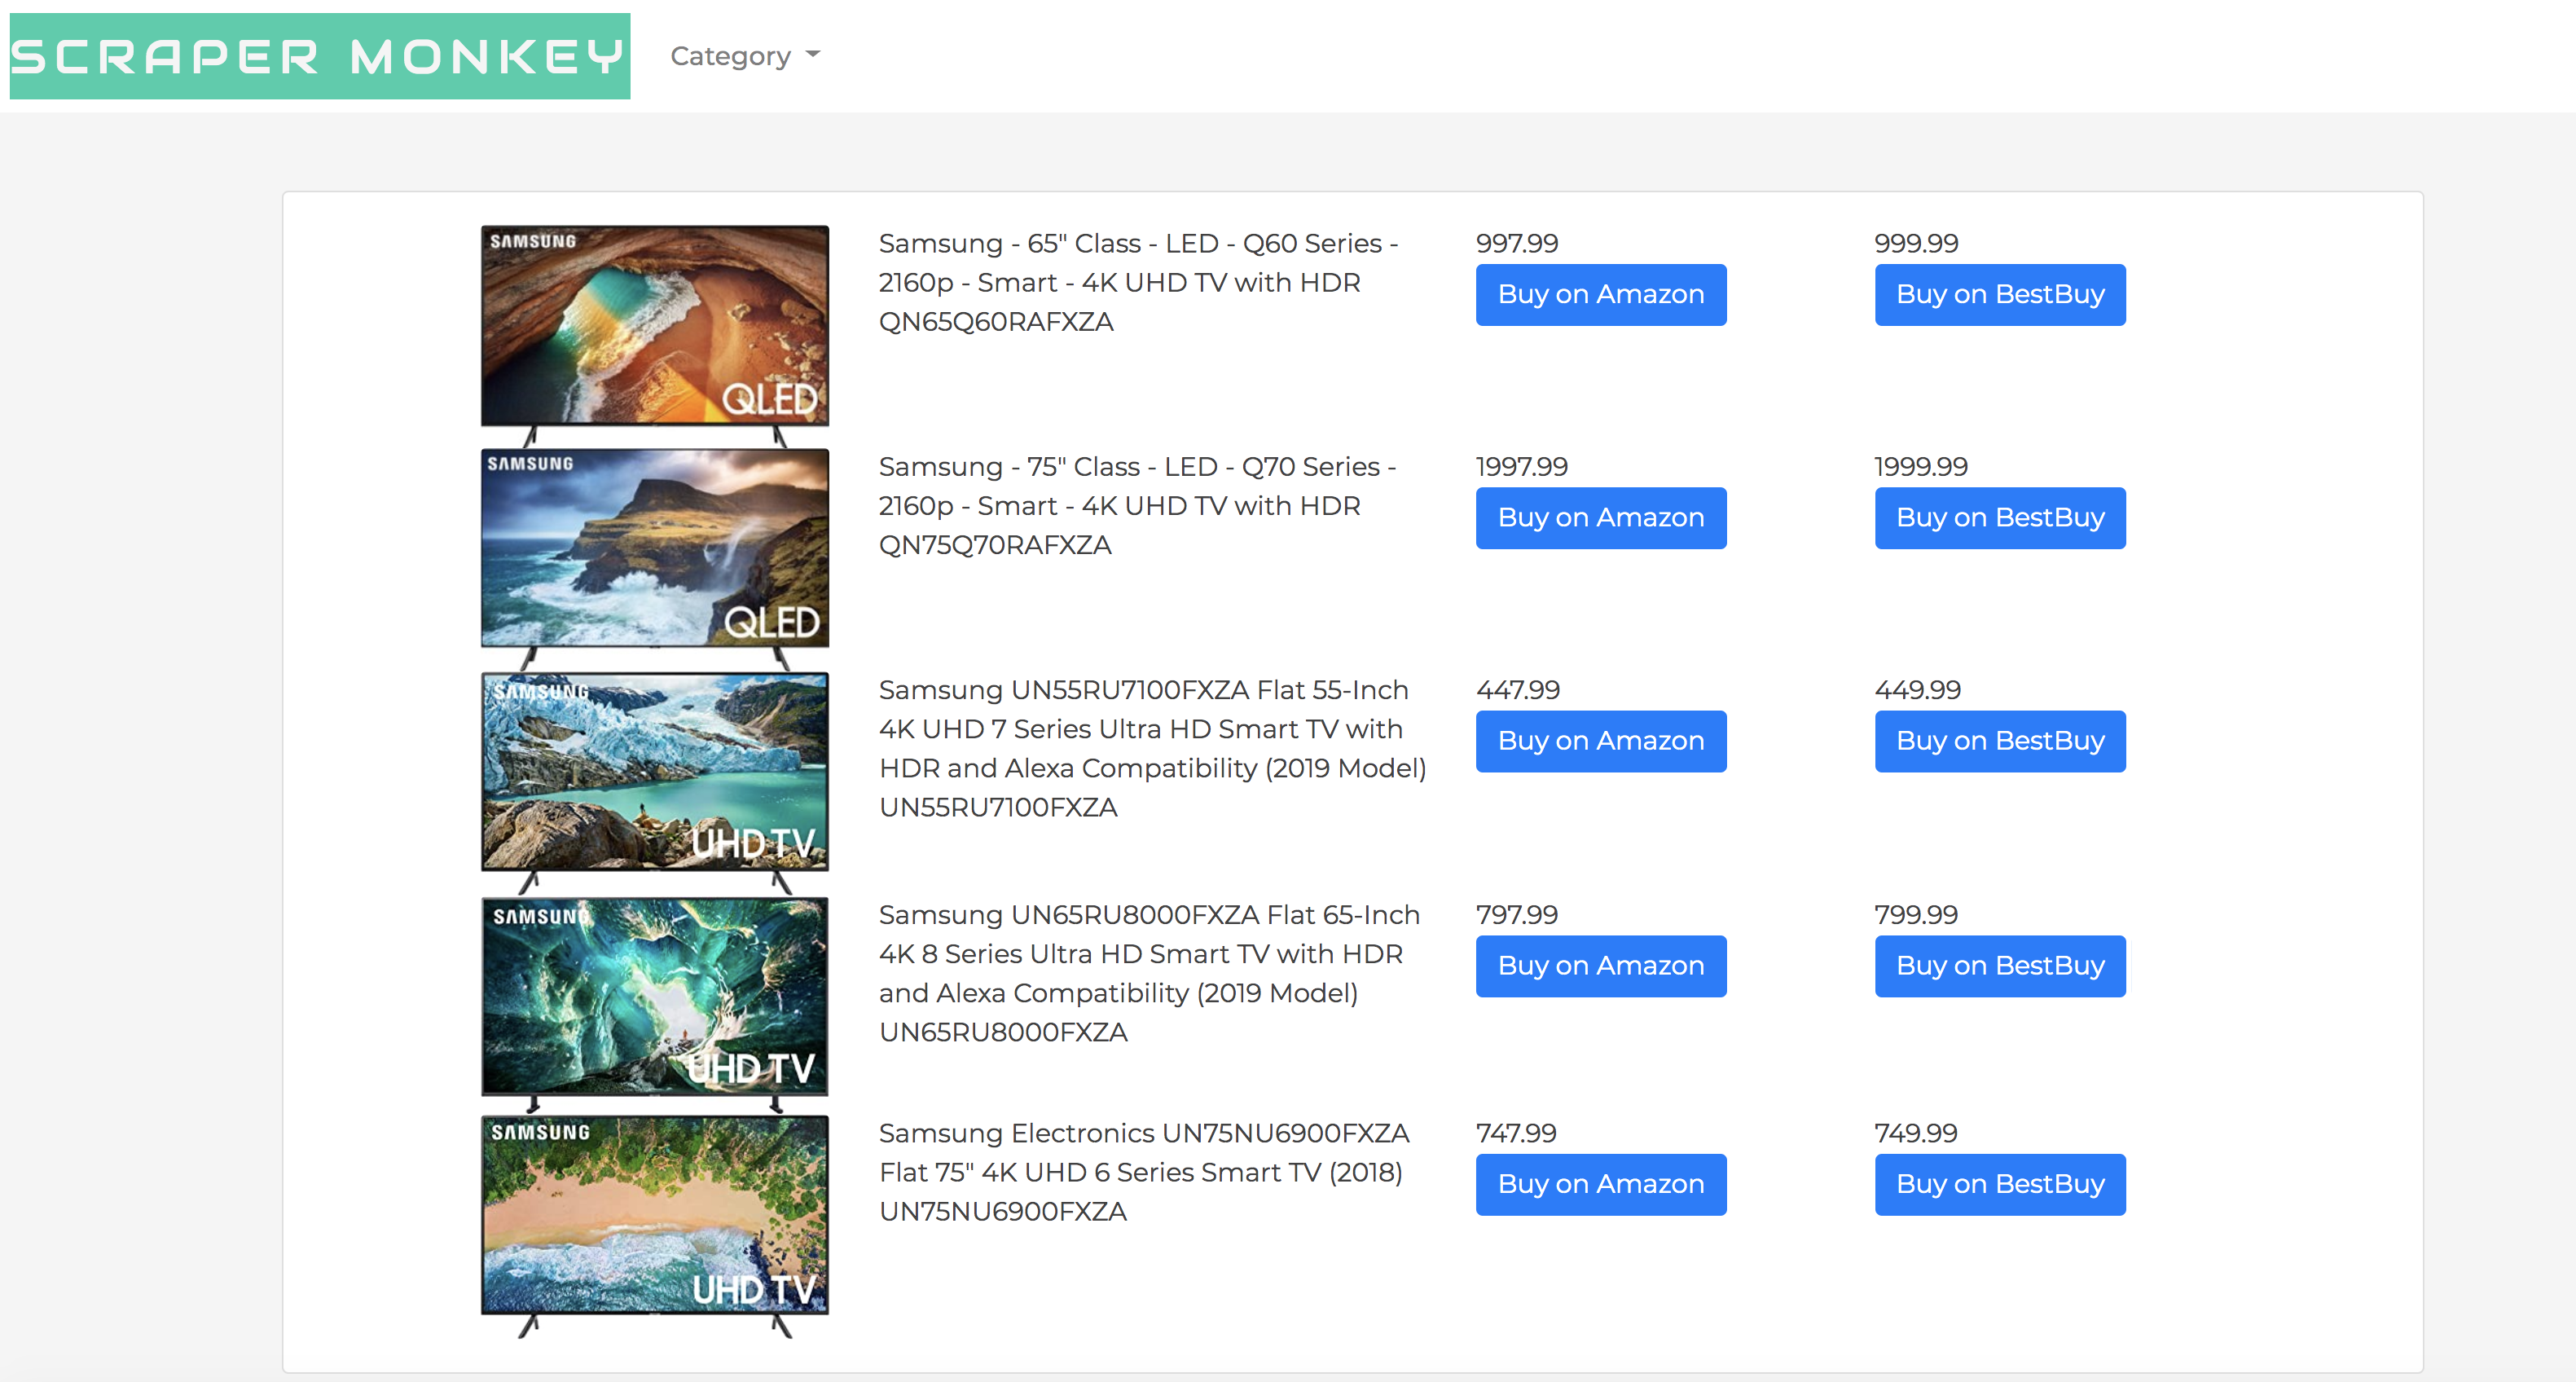 SCRAPER MONKEY
Category
SAMSUNG
QLED
Samsung - 65" Class - LED - Q60 Series -
2160p - Smart - 4K UHD TV with HDR
QN65Q60RAFXZA
997.99
Buy on Amazon
999.99
Buy on BestBuy
SAMSUNG
QLED
Samsung - 75" Class - LED - Q70 Series -
2160p - Smart - 4K UHD TV with HDR
QN75Q70RAFXZA
1997.99
Buy on Amazon
1999.99
Buy on BestBuy
SAMSUNG
UHD TV
Samsung UN55RU7100FXZA Flat 55-Inch
4K UHD 7 Series Ultra HD Smart TV with
HDR and Alexa Compatibility (2019 Model)
UN55RU7100FXZA
447.99
Buy on Amazon
449.99
Buy on BestBuy
SAMSUNG
UHD TV
Samsung UN65RU8000FXZA Flat 65-Inch
4K 8 Series Ultra HD Smart TV with HDR
and Alexa Compatibility (2019 Model)
UN65RU8000FXZA
797.99
Buy on Amazon
799.99
Buy on BestBuy
SAMSUNG
UHD TV
Samsung Electronics UN75NU6900FXZA
Flat 75" 4K UHD 6 Series Smart TV (2018)
UN75NU6900FXZA
747.99
Buy on Amazon
749.99
Buy on BestBuy